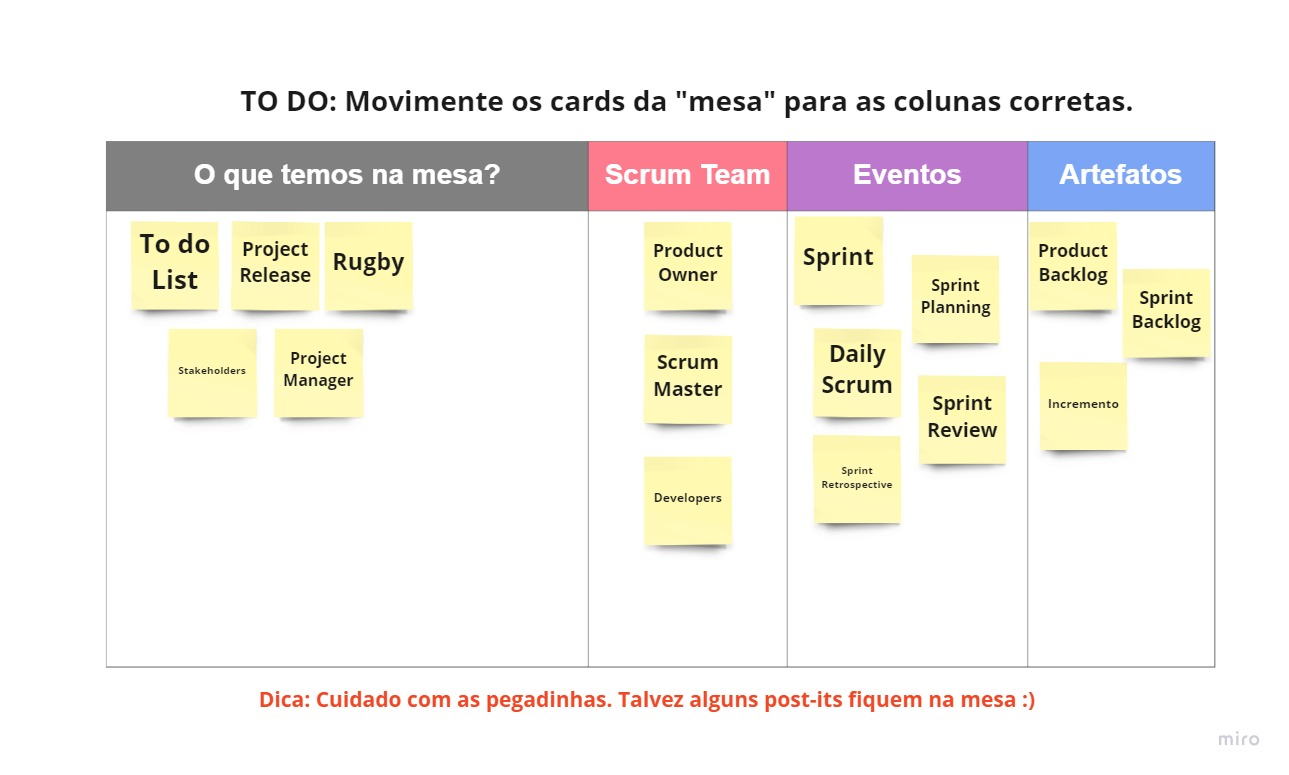 TO DO: Movimente os cards da "mesa" para as colunas corretas.
O que temos na mesa?
Scrum Team
Eventos
Artefatos
To do
List
Project
Release
Rugby
Stakeholders
Project
Manager
Product
Owner
Scrum
Master
Developers
Sprint
Sprint
Planning
Daily
Scrum
Sprint
Review
Sprint
Retrospective
Product
Backlog
Sprint
Backlog
Incremento
Dica: Cuidado com as pegadinhas. Talvez alguns post-its fiquem na mesa :)
miro